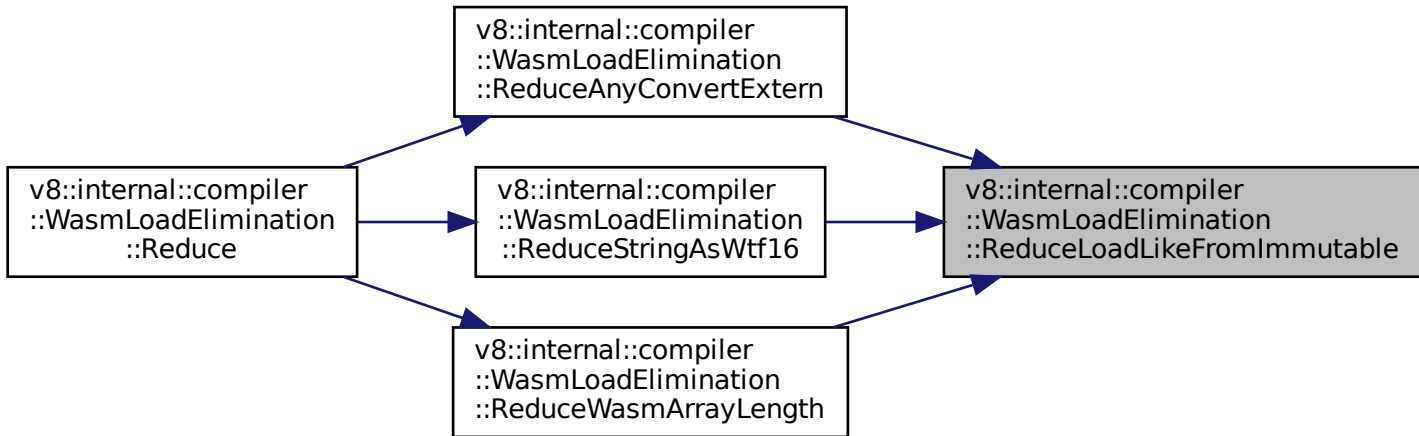 v8::internal::compiler
::WasmLoadElimination
::ReduceAnyConvertExtern
v8::internal::compiler
::WasmLoadElimination
::Reduce
v8::internal::compiler
::WasmLoadElimination
::ReduceStringAsWtf16
v8::internal::compiler
::WasmLoadElimination
::ReduceLoadLikeFromImmutable
v8::internal::compiler
::WasmLoadElimination
::ReduceWasmArrayLength